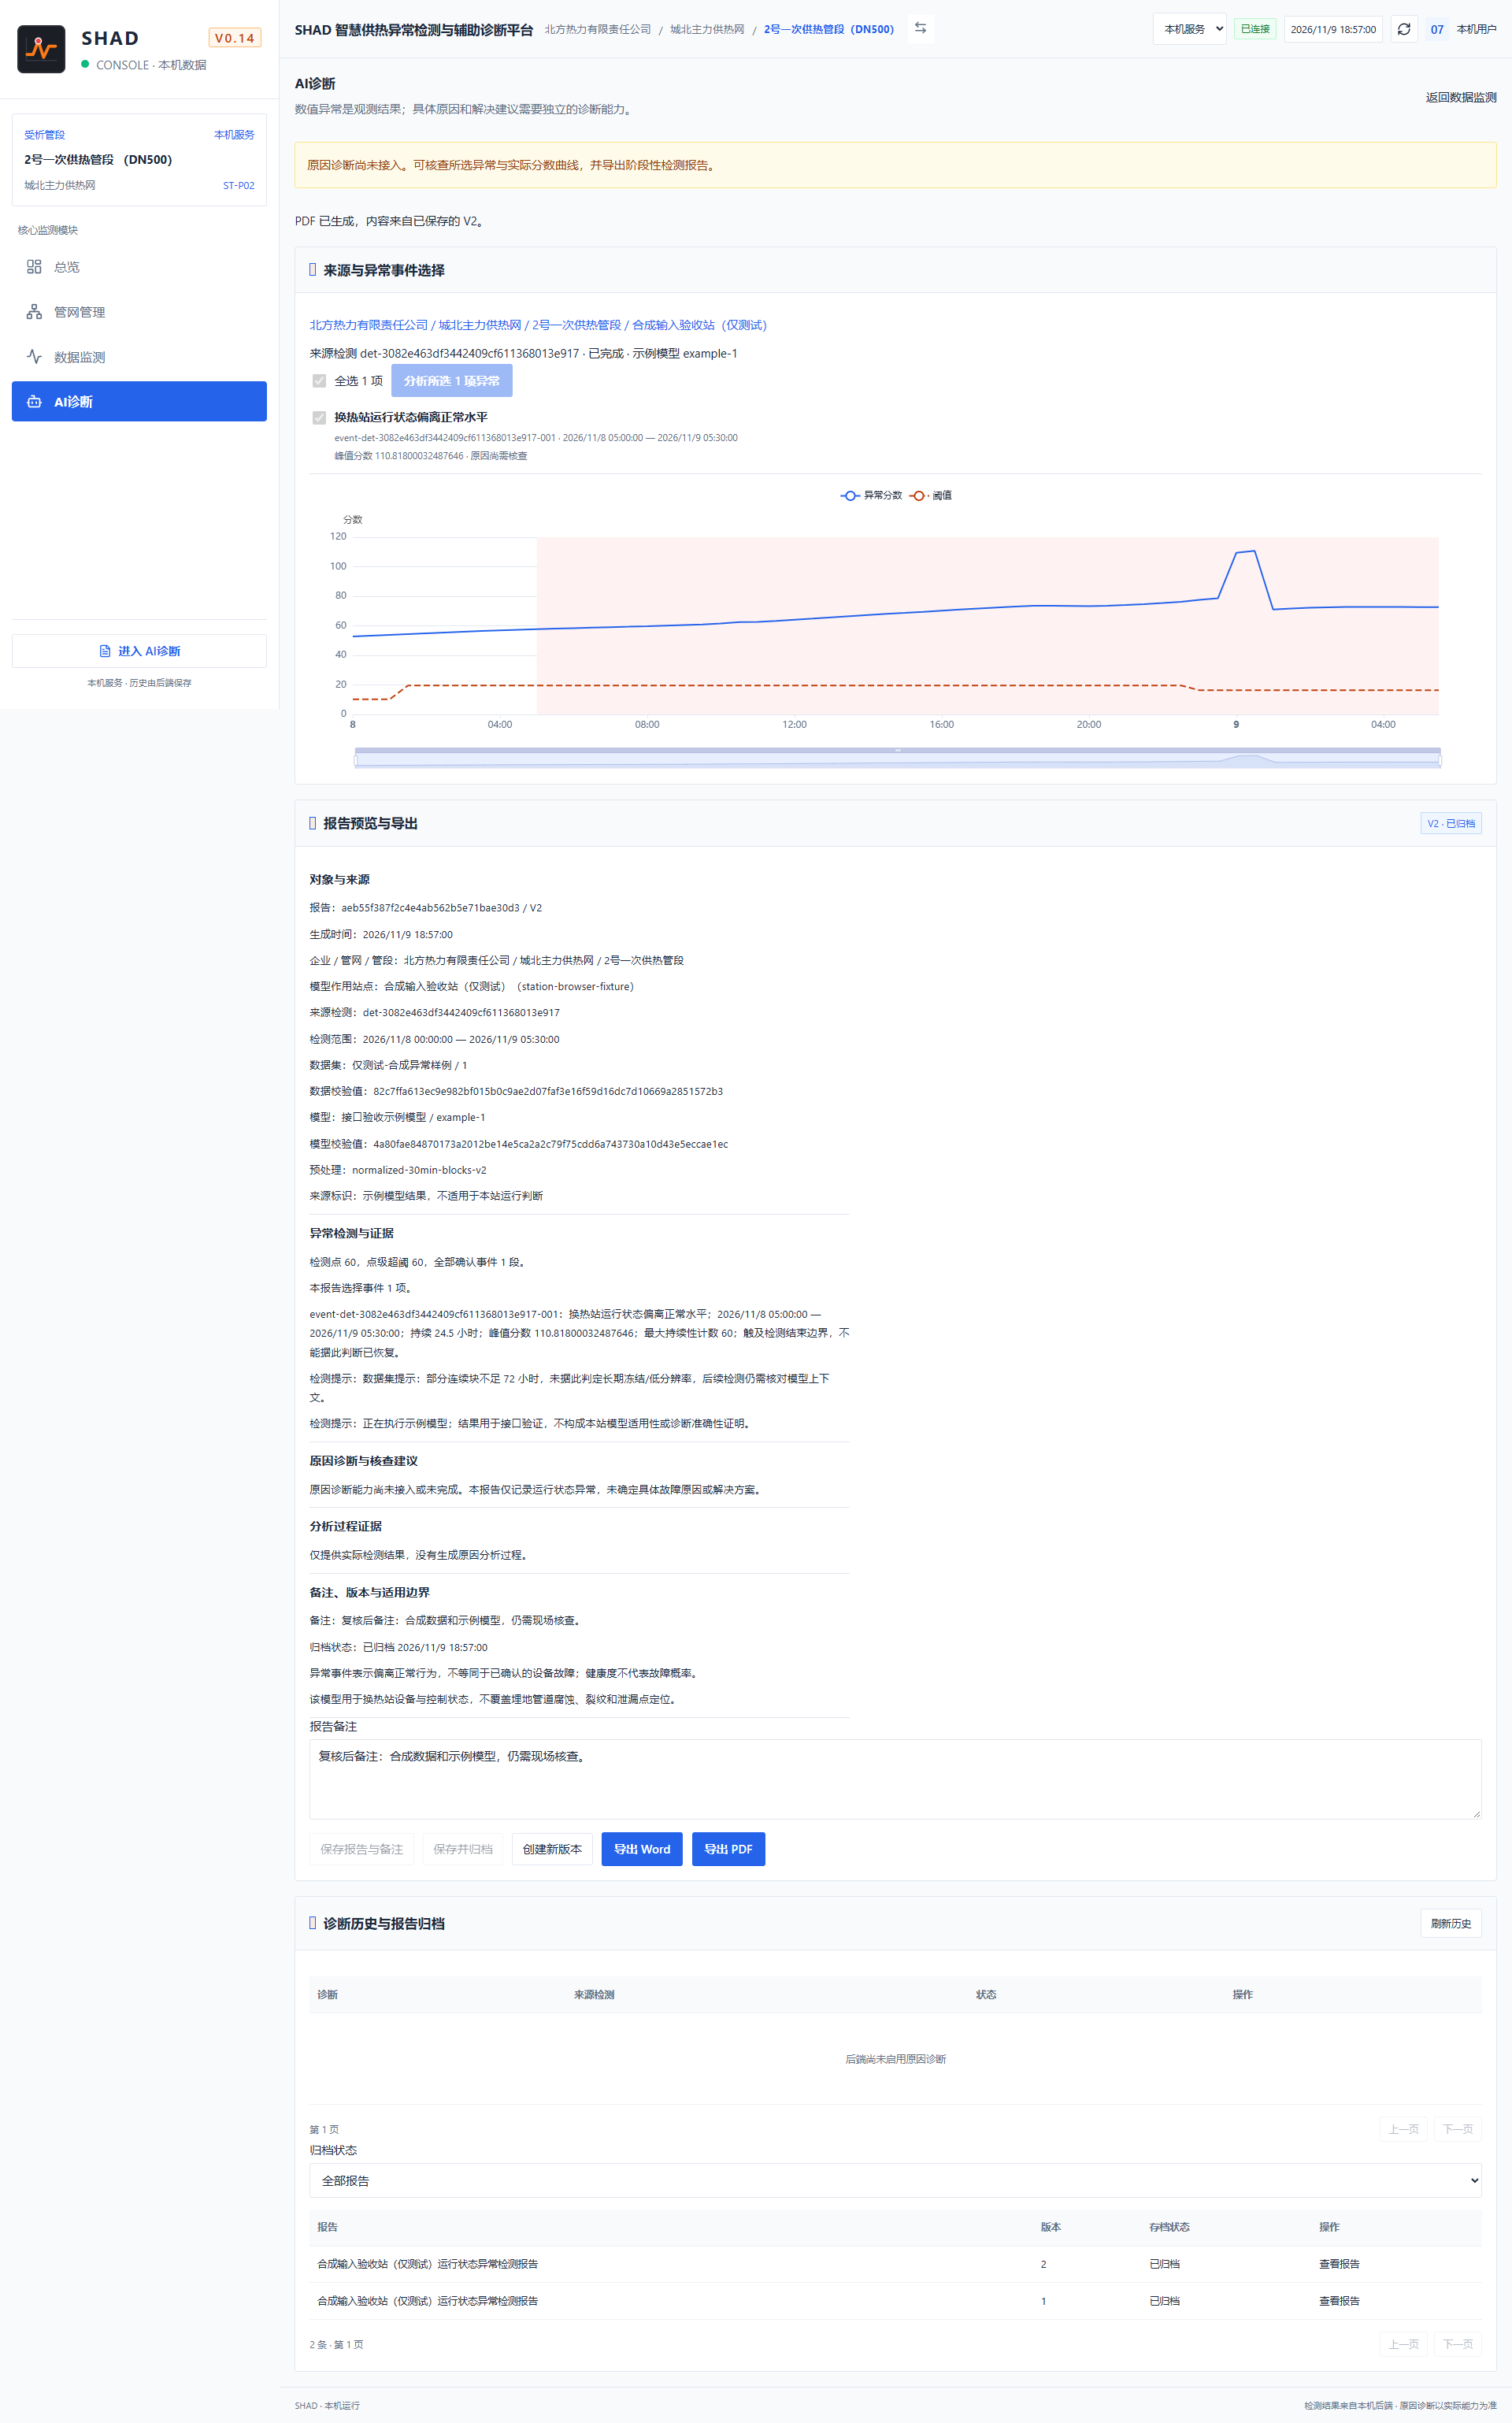 SHAD
V0.14
CONSOLE · 本机数据
受析管段
本机服务
2号一次供热管段 （DN500）
城北主力供热网
ST-P02
核心监测模块
总览
管网管理
数据监测
AI诊断
进入 AI诊断
本机服务 · 历史由后端保存
SHAD 智慧供热异常检测与辅助诊断平台
北方热力有限责任公司 / 城北主力供热网 / 2号一次供热管段（DN500）
本机服务
已连接
2026/11/9 18:57:00
07
本机用户
AI诊断
数值异常是观测结果；具体原因和解决建议需要独立的诊断能力。
返回数据监测
原因诊断尚未接入。可核查所选异常与实际分数曲线，并导出阶段性检测报告。
PDF 已生成，内容来自已保存的 V2。
来源与异常事件选择
北方热力有限责任公司 / 城北主力供热网 / 2号一次供热管段 / 合成输入验收站（仅测试）
来源检测 det-3082e463df3442409cf611368013e917 · 已完成 · 示例模型 example-1
全选 1 项
分析所选 1 项异常
换热站运行状态偏离正常水平
event-det-3082e463df3442409cf611368013e917-001 · 2026/11/8 05:00:00 — 2026/11/9 05:30:00
峰值分数 110.81800032487646 · 原因尚需核查
异常分数
阈值
分数
120
100
80
60
40
20
0
8
04:00
08:00
12:00
16:00
20:00
9
04:00
报告预览与导出
V2 · 已归档
对象与来源
报告：aeb55f387f2c4e4ab562b5e71bae30d3 / V2
生成时间：2026/11/9 18:57:00
企业 / 管网 / 管段：北方热力有限责任公司 / 城北主力供热网 / 2号一次供热管段
模型作用站点：合成输入验收站（仅测试）（station-browser-fixture）
来源检测：det-3082e463df3442409cf611368013e917
检测范围：2026/11/8 00:00:00 — 2026/11/9 05:30:00
数据集：仅测试-合成异常样例 / 1
数据校验值：82c7ffa613ec9e982bf015b0c9ae2d07faf3e16f59d16dc7d10669a2851572b3
模型：接口验收示例模型 / example-1
模型校验值：4a80fae84870173a2012be14e5ca2a2c79f75cdd6a743730a10d43e5eccae1ec
预处理：normalized-30min-blocks-v2
来源标识：示例模型结果，不适用于本站运行判断
异常检测与证据
检测点 60，点级超阈 60，全部确认事件 1 段。
本报告选择事件 1 项。
event-det-3082e463df3442409cf611368013e917-001：换热站运行状态偏离正常水平；2026/11/8 05:00:00 —
2026/11/9 05:30:00；持续 24.5 小时；峰值分数 110.81800032487646；最大持续性计数 60；触及检测结束边界，不
能据此判断已恢复。
检测提示：数据集提示：部分连续块不足 72 小时，未据此判定长期冻结/低分辨率，后续检测仍需核对模型上下
文。
检测提示：正在执行示例模型；结果用于接口验证，不构成本站模型适用性或诊断准确性证明。
原因诊断与核查建议
原因诊断能力尚未接入或未完成。本报告仅记录运行状态异常，未确定具体故障原因或解决方案。
分析过程证据
仅提供实际检测结果，没有生成原因分析过程。
备注、版本与适用边界
备注：复核后备注：合成数据和示例模型，仍需现场核查。
归档状态：已归档 2026/11/9 18:57:00
异常事件表示偏离正常行为，不等同于已确认的设备故障；健康度不代表故障概率。
该模型用于换热站设备与控制状态，不覆盖埋地管道腐蚀、裂纹和泄漏点定位。
报告备注
复核后备注：合成数据和示例模型，仍需现场核查。
保存报告与备注
保存并归档
创建新版本
导出 Word
导出 PDF
诊断历史与报告归档
刷新历史
诊断
来源检测
状态
操作
后端尚未启用原因诊断
第 1 页
上一页
下一页
归档状态
全部报告
报告
版本
存档状态
操作
合成输入验收站（仅测试）运行状态异常检测报告
2
已归档
查看报告
合成输入验收站（仅测试）运行状态异常检测报告
1
已归档
查看报告
2 条 · 第 1 页
上一页
下一页
SHAD · 本机运行
检测结果来自本机后端 · 原因诊断以实际能力为准